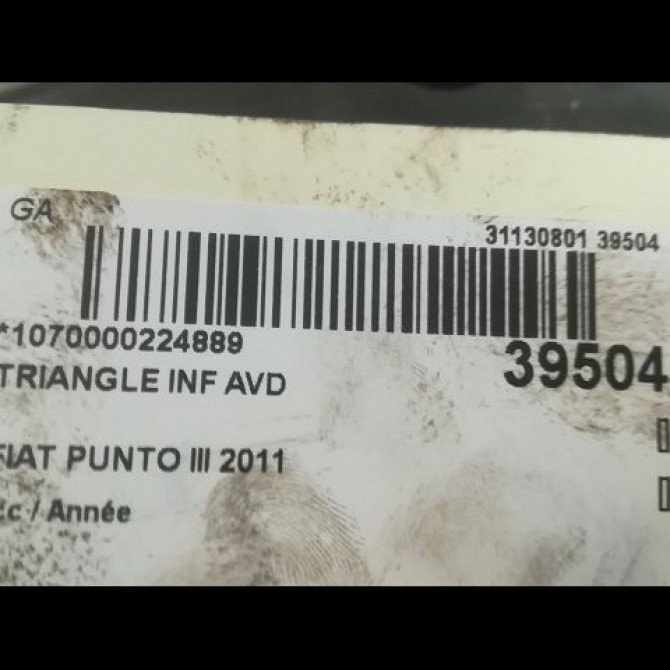 GA
31130801 39504
*1070000224889
39504
TRIANGLE INF AVD
FIAT PUNTO III 2011
/ Année